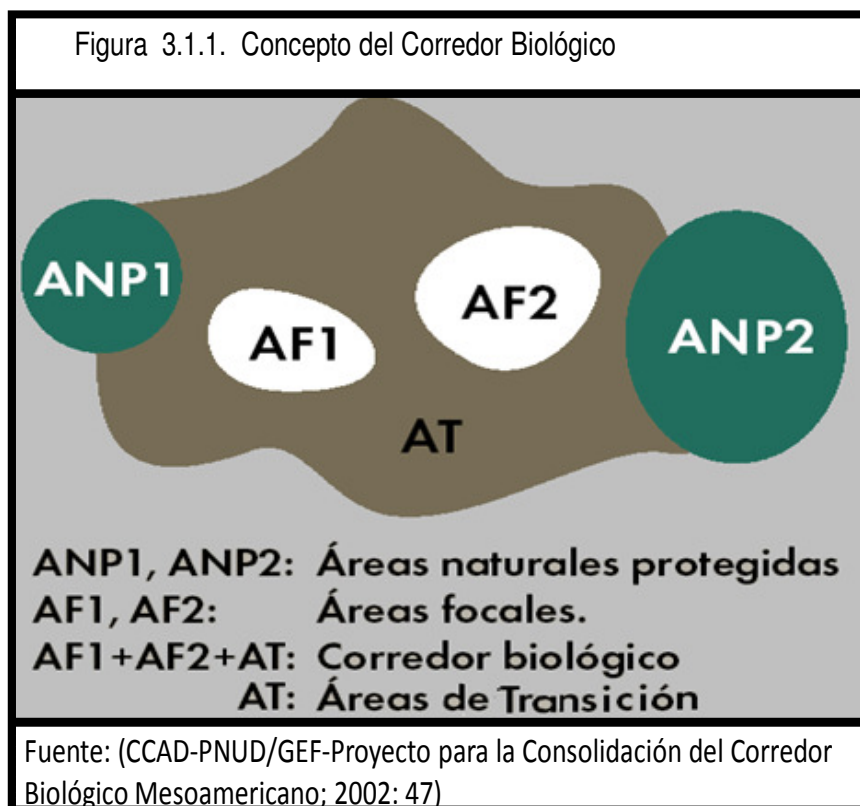 Figura 3.1.1. Concepto del Corredor Biológico
ANP1
AF1
AF2
ANP2
AT
ANP1, ANP2: Áreas naturales protegidas
AF1, AF2: Áreas focales.
AF1+AF2+AT: Corredor biológico
AT: Áreas de Transición
Fuente: (CCAD-PNUD/GEF-Proyecto para la Consolidación del Corredor
Biológico Mesoamericano; 2002: 47)